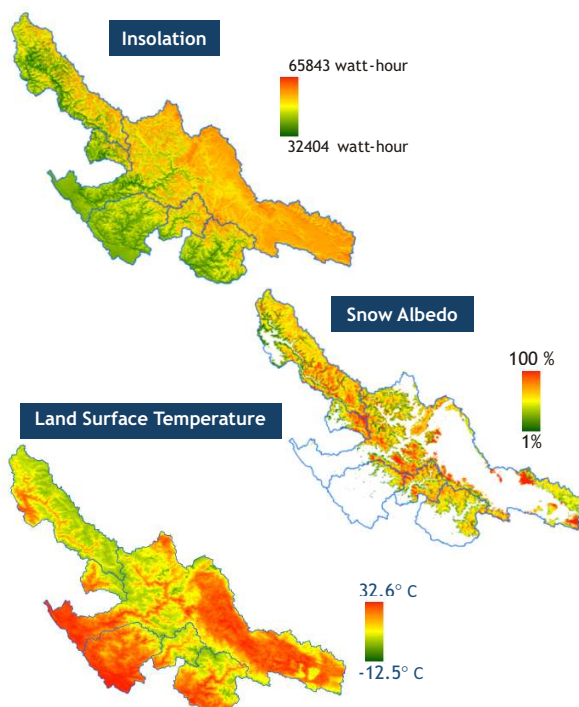 Insolation
65843 watt-hour
32404 watt-hour
Snow Albedo
100 %
1%
Land Surface Temperature
32.6° C
-12.5° C